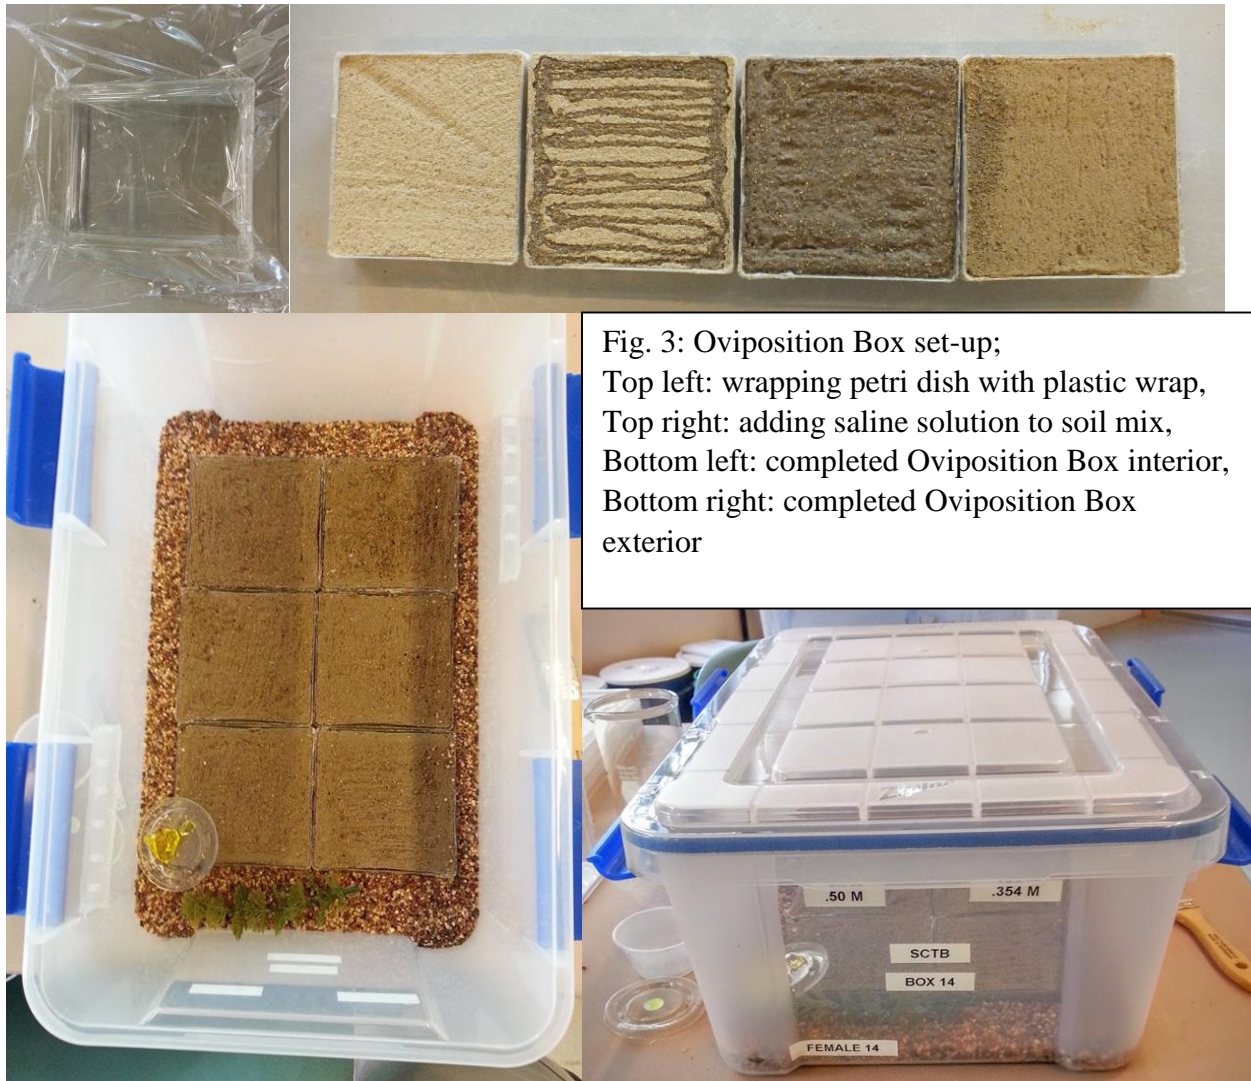 Fig. 3: Oviposition Box set-up;
Top left: wrapping petri dish with plastic wrap,
Top right: adding saline solution to soil mix,
Bottom left: completed Oviposition Box interior,
Bottom right: completed Oviposition Box
exterior
Ziploc
.50 M
.354 M
SCTB
BOX 14
FEMALE 14